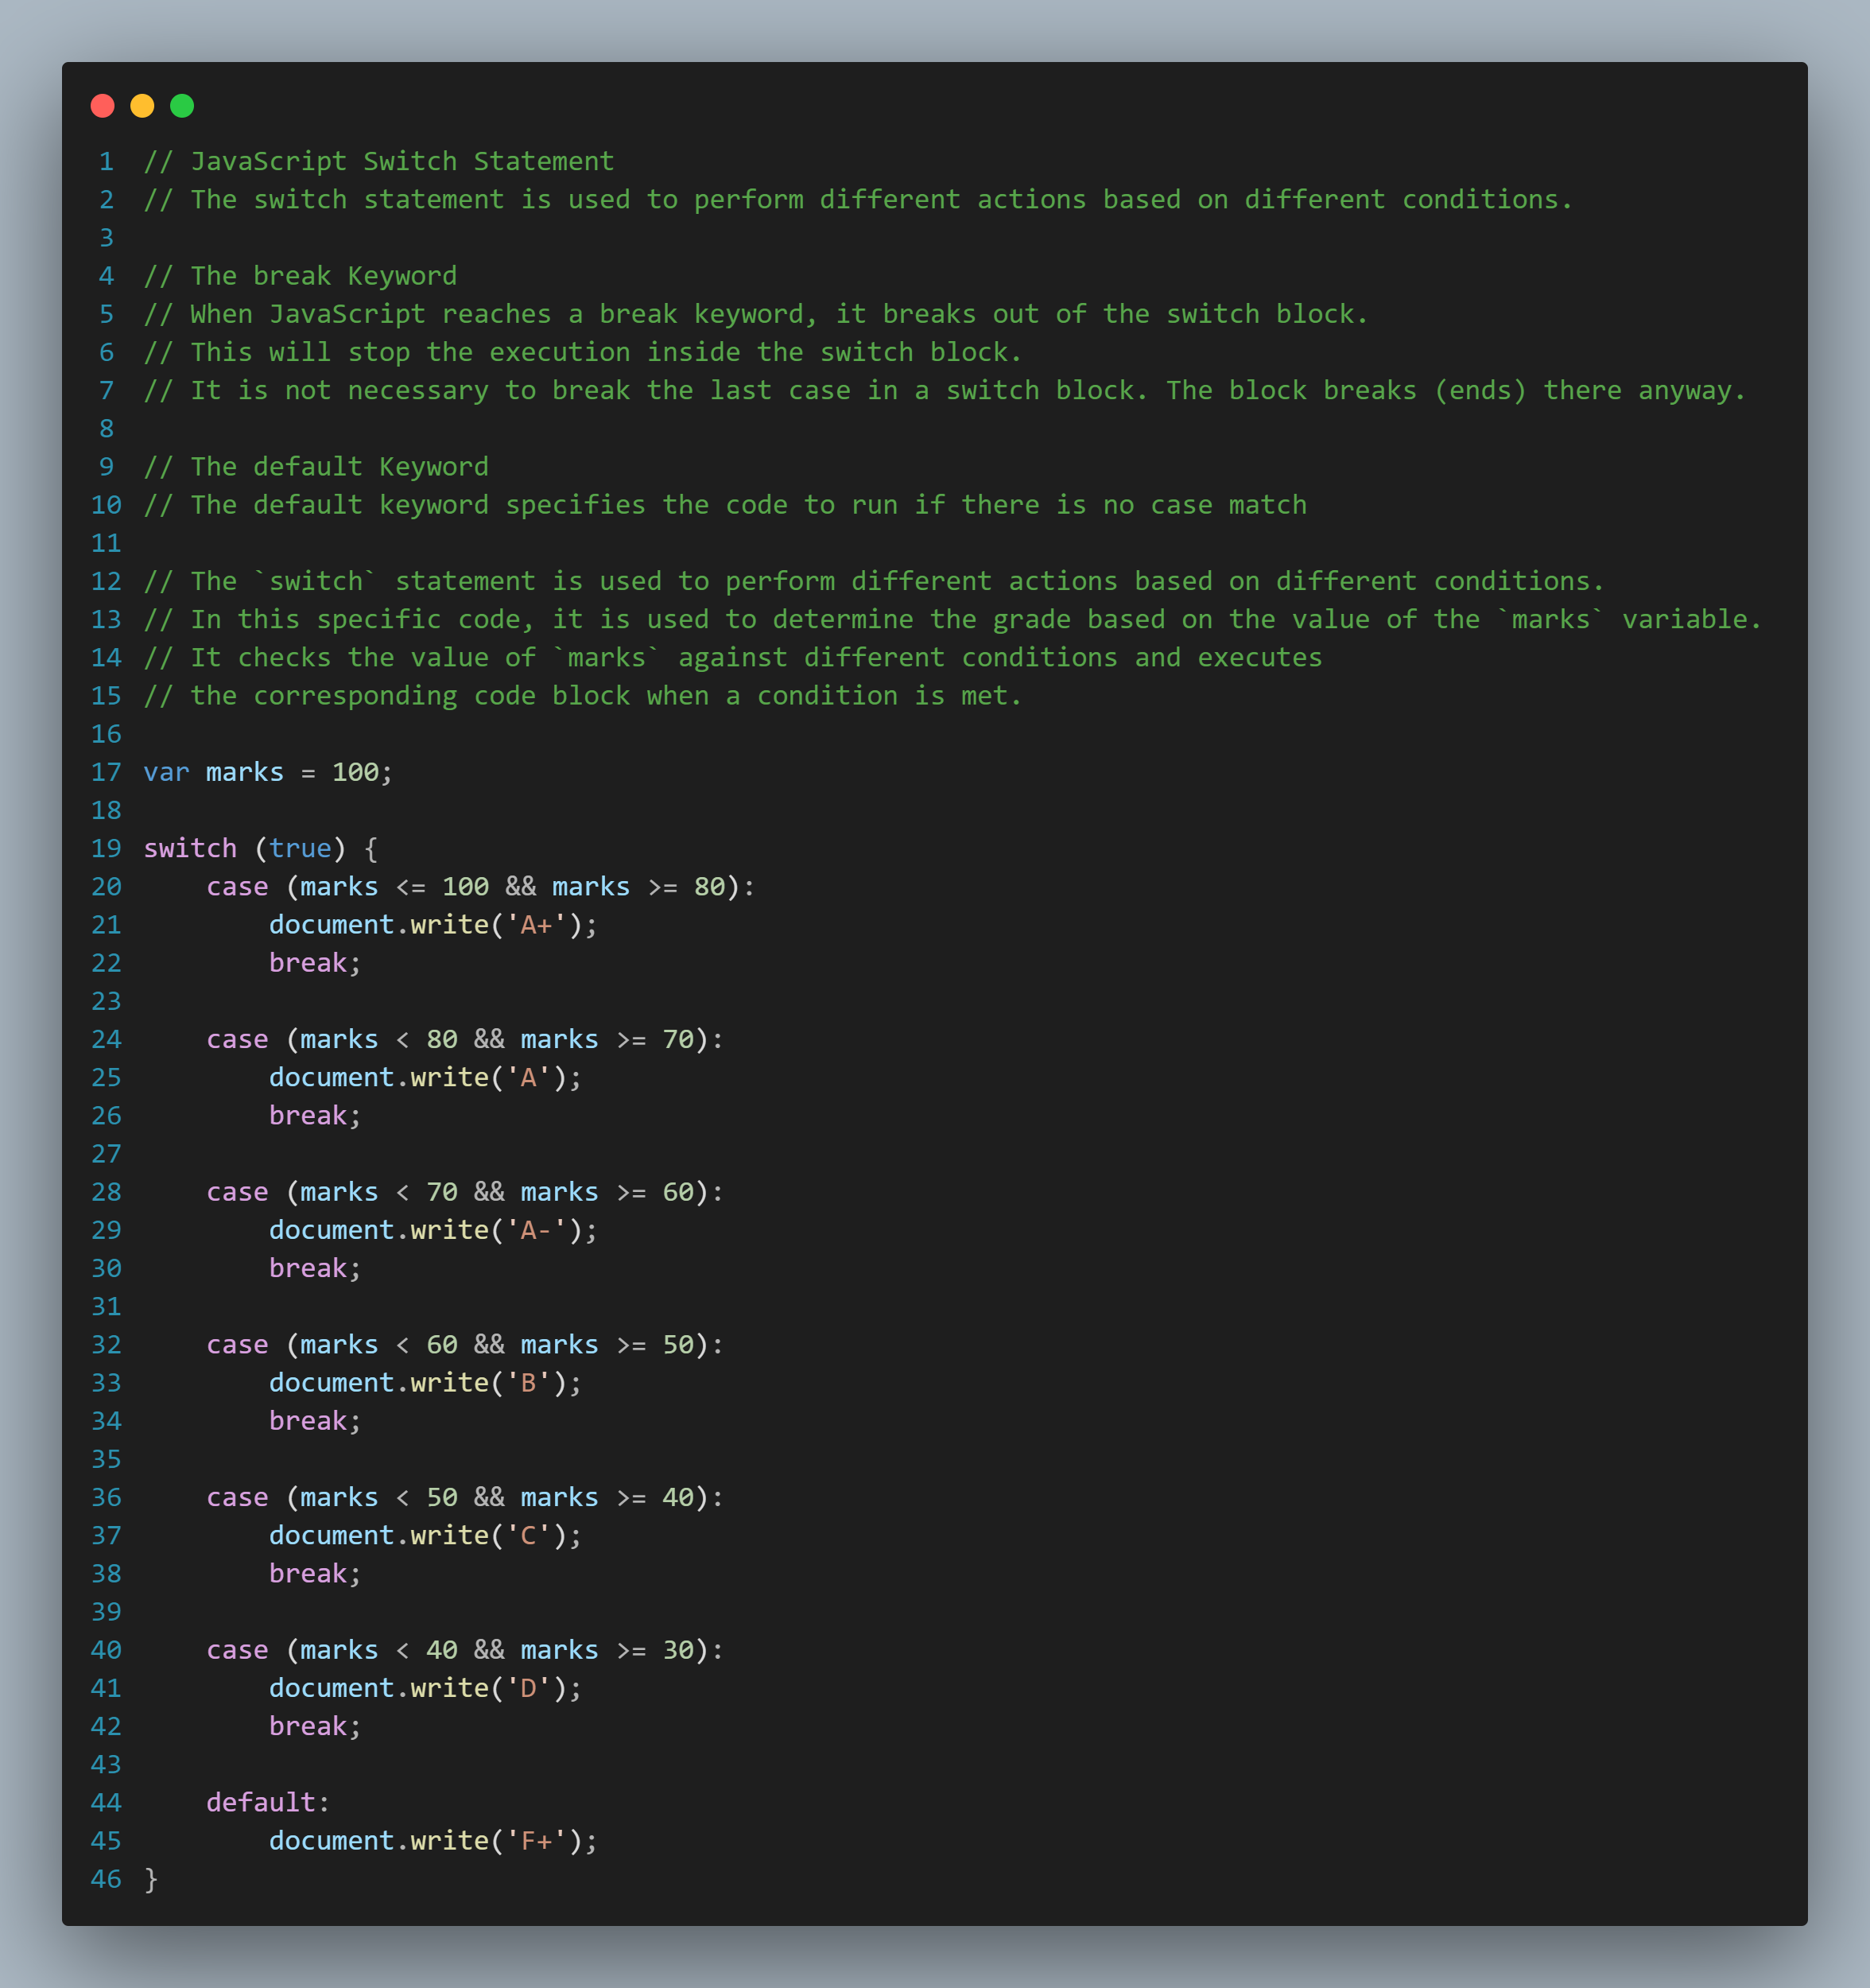 1 // JavaScript Switch Statement
2 // The switch statement is used to perform different actions based on different conditions.
3
4 // The break Keyword
5 // When JavaScript reaches a break keyword, it breaks out of the switch block.
6 // This will stop the execution inside the switch block.
7 // It is not necessary to break the last case in a switch block. The block breaks (ends) there anyway.
8
9 // The default Keyword
10 // The default keyword specifies the code to run if there is no case match
11
12 // The `switch` statement is used to perform different actions based on different conditions.
13 // In this specific code, it is used to determine the grade based on the value of the `marks` variable.
14 // It checks the value of `marks` against different conditions and executes
15 // the corresponding code block when a condition is met.
16
17 var marks = 100;
18
19 switch (true) {
20     case (marks <= 100 && marks >= 80):
21         document.write('A+');
22         break;
23
24     case (marks < 80 && marks >= 70):
25         document.write('A');
26         break;
27
28     case (marks < 70 && marks >= 60):
29         document.write('A-');
30         break;
31
32     case (marks < 60 && marks >= 50):
33         document.write('B');
34         break;
35
36     case (marks < 50 && marks >= 40):
37         document.write('C');
38         break;
39
40     case (marks < 40 && marks >= 30):
41         document.write('D');
42         break;
43
44     default:
45         document.write('F+');
46 }